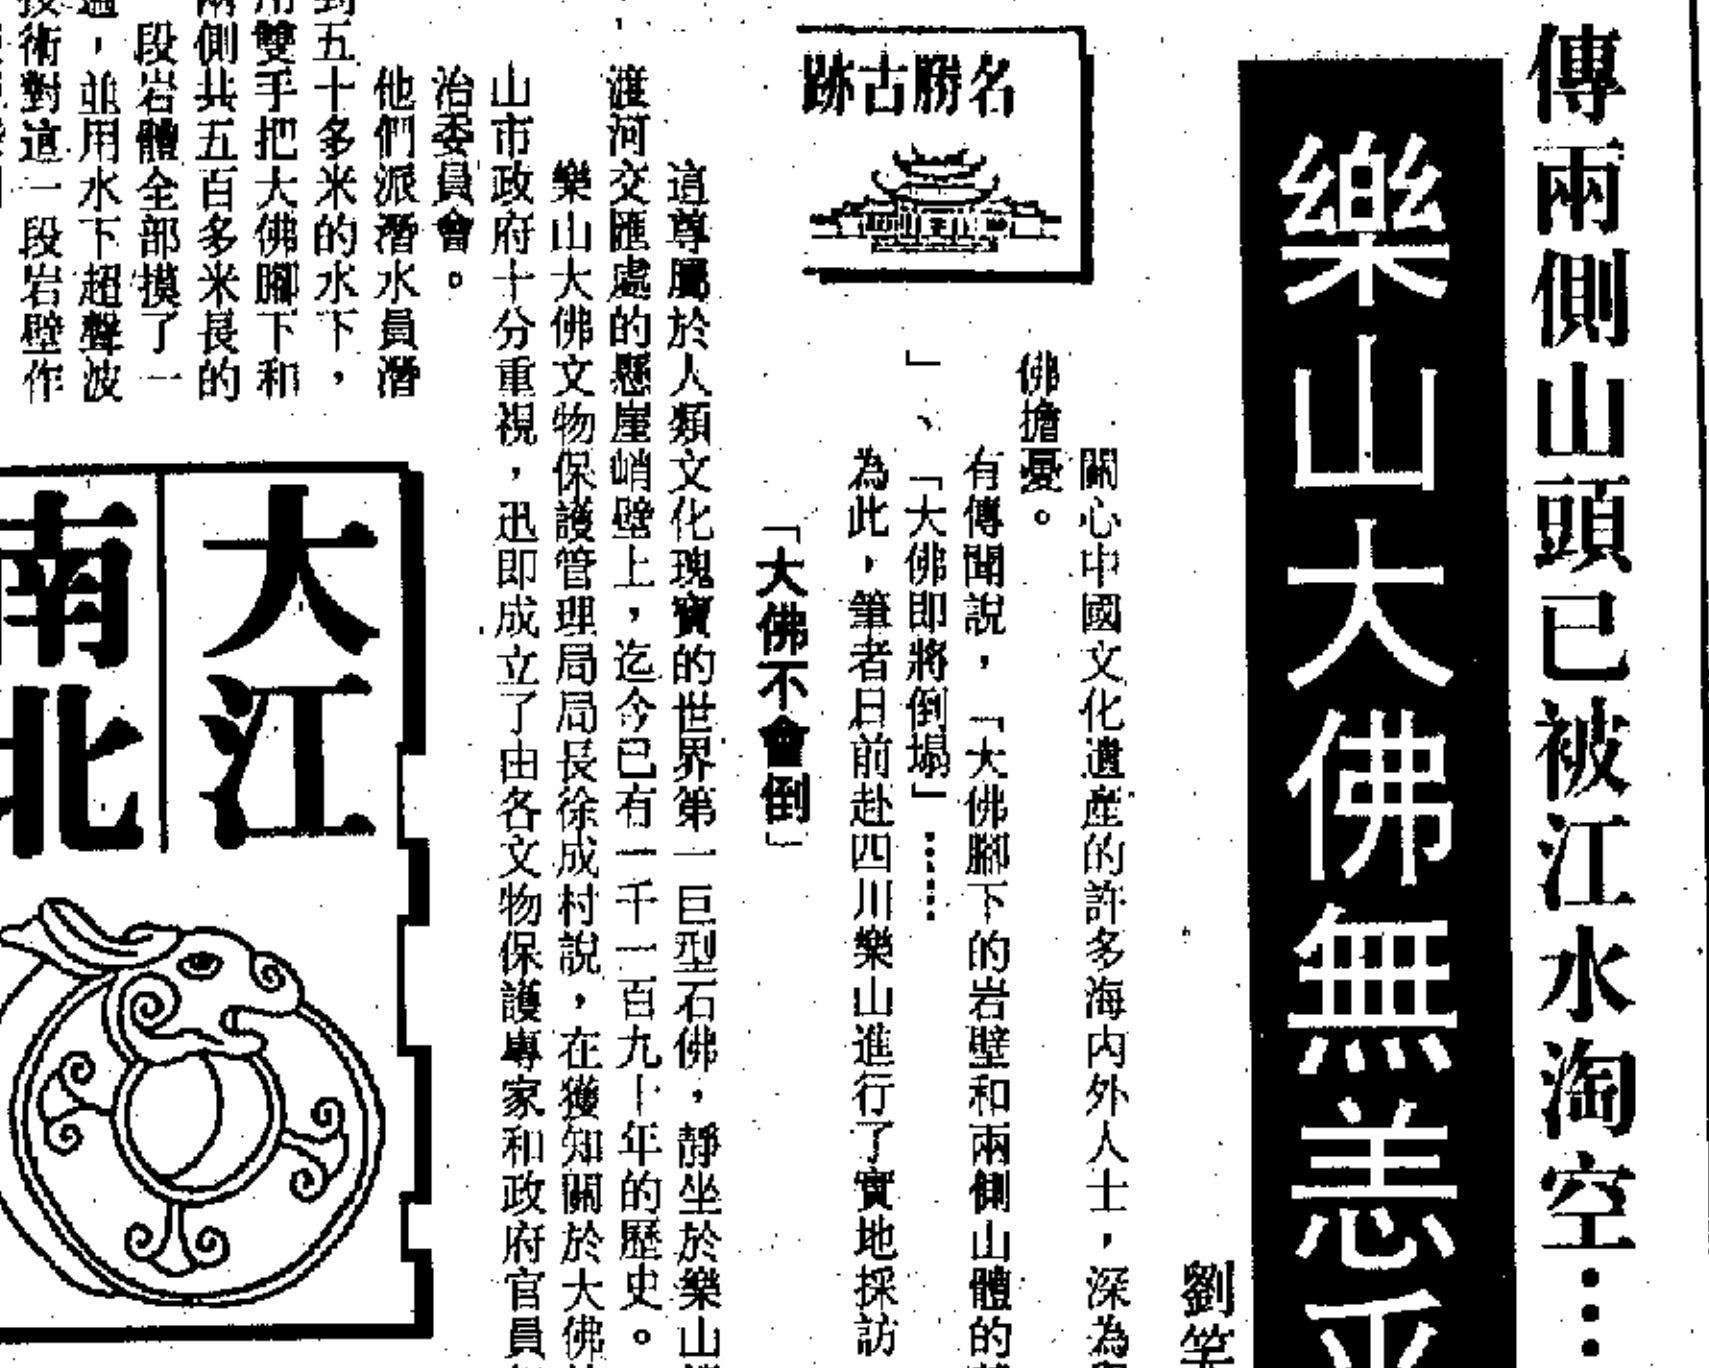 傳兩側山頭已被江水淘空⋯
樂山大佛無恙乎
劉笑
名勝古跡
關心中國文化遺產的許多海內外人士，深為
佛擔憂。
有傳聞說，「大佛腳下的岩壁和兩側山體的
」、「大佛即將倒塌」……
為此，筆者日前赴四川樂山進行了實地採訪
「大佛不會倒」
這尊屬於人類文化瑰寶的世界第一巨型石佛，靜坐於樂山
渡河交匯處的懸崖峭壁上，迄今已有一千一百九十年的歷史。
樂山大佛文物保護管理局局長徐成村說，在獲知關於大佛
山市政府十分重視，迅即成立了由各文物保護專家和政府官員
治委員會。
他們派潛水員潛
到五十多米的水下，
用雙手把大佛腳下和
兩側共五百多米長的
段岩體全部摸了一
遍，並用水下超聲波
技術對這一段岩壁作
大江
南北